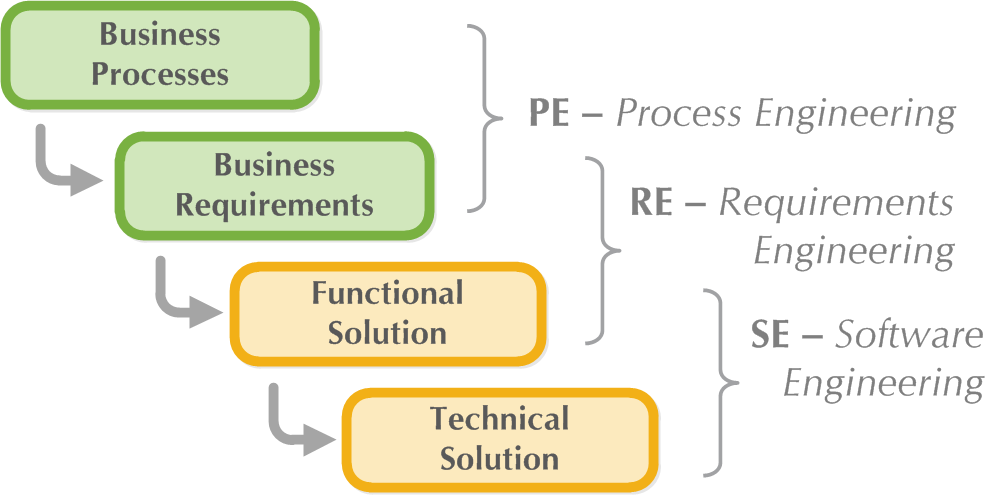 Business
Processes
PE – Process Engineering
Business
Requirements
RE – Requirements
Engineering
Functional
Solution
SE – Software
Engineering
Technical
Solution